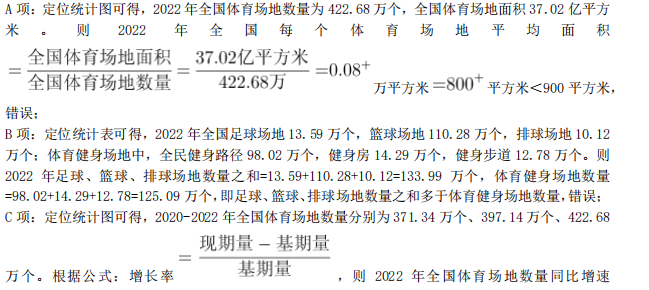 A 项：定位统计图可得，2022 年全国体育场地数量为 422.68 万个，全国体育场地面积 37.02 亿平方
米。则 2022 年全国每个体育场地平均面积
=全国体育场地面积/全国体育场地数量=37.02亿平方米/422.68万=0.08⁺万平方米=800⁺平方米＜900 平方米，
错误；
B 项：定位统计表可得，2022 年全国足球场地 13.59 万个，篮球场地 110.28 万个，排球场地 10.12
万个；体育健身场地中，全民健身路径 98.02 万个，健身房 14.29 万个，健身步道 12.78 万个。则
2022 年足球、篮球、排球场地数量之和=13.59+110.28+10.12=133.99 万个，体育健身场地数量
=98.02+14.29+12.78=125.09 万个，即足球、篮球、排球场地数量之和多于体育健身场地数量，错误；
C 项：定位统计图可得，2020-2022 年全国体育场地数量分别为 371.34 万个、397.14 万个、422.68
万个。根据公式：增长率=现期量－基期量/基期量，则 2022 年全国体育场地数量同比增速